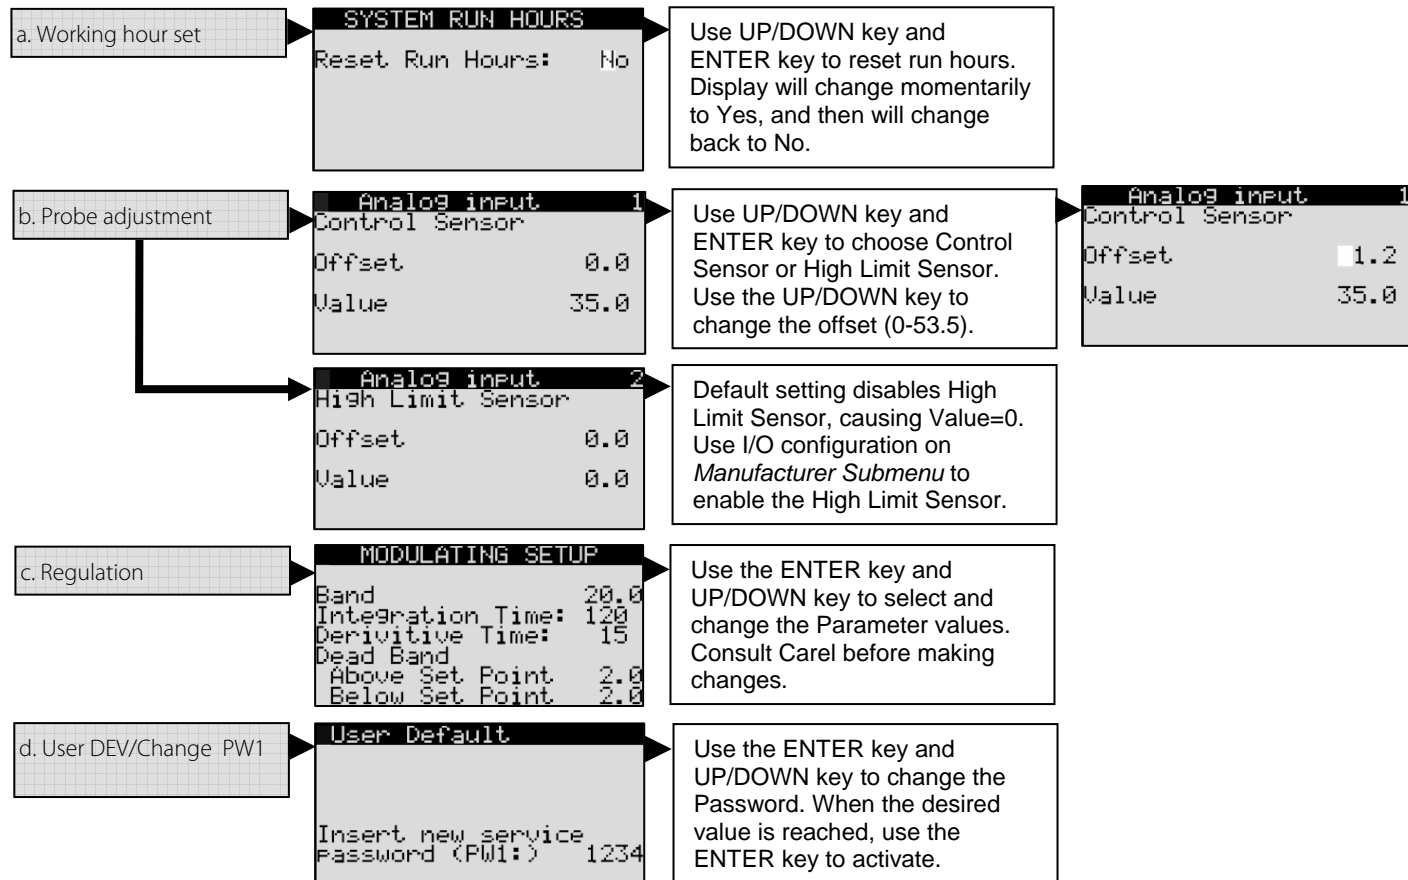 a. Working hour set
SYSTEM RUN HOURS
Reset Run Hours: No
Use UP/DOWN key and
ENTER key to reset run hours.
Display will change momentarily
to Yes, and then will change
back to No.
b. Probe adjustment
Analog input 1
Control Sensor
Offset 0.0
Value 35.0
Use UP/DOWN key and
ENTER key to choose Control
Sensor or High Limit Sensor.
Use the UP/DOWN key to
change the offset (0-53.5).
Analog input 1
Control Sensor
Offset 1.2
Value 35.0
Analog input 2
High Limit Sensor
Offset 0.0
Value 0.0
Default setting disables High
Limit Sensor, causing Value=0.
Use I/O configuration on
Manufacturer Submenu to
enable the High Limit Sensor.
c. Regulation
MODULATING SETUP
Band 20.0
Integration Time: 120
Derivitive Time: 15
Dead Band
Above Set Point 2.0
Below Set Point 2.0
Use the ENTER key and
UP/DOWN key to select and
change the Parameter values.
Consult Carel before making
changes.
d. User DEV/Change PW1
User Default
Insert new service
password (PW1:) 1234
Use the ENTER key and
UP/DOWN key to change the
Password. When the desired
value is reached, use the
ENTER key to activate.